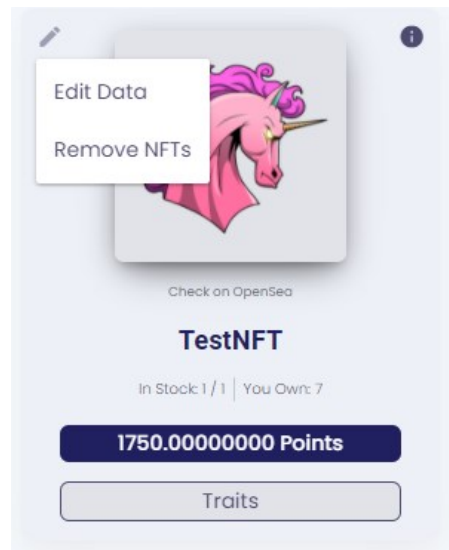 Edit Data
Remove NFTs
Check on OpenSea
TestNFT
In Stock: 1 / 1 | You Own: 7
1750.00000000 Points
Traits